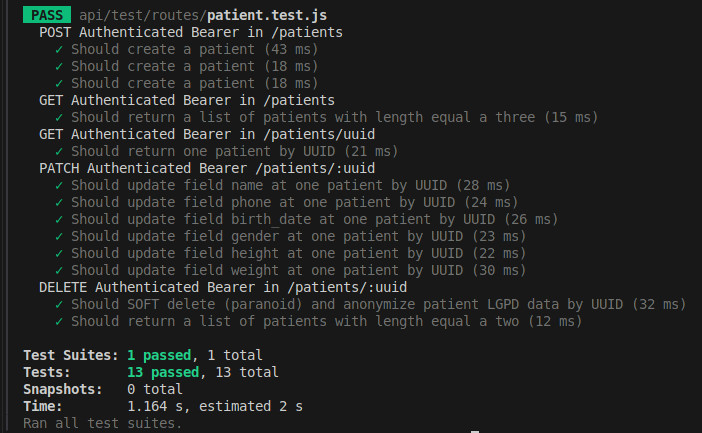 PASS api/test/routes/patient.test.js
POST Authenticated Bearer in /patients
✓ Should create a patient (43 ms)
✓ Should create a patient (18 ms)
✓ Should create a patient (18 ms)
GET Authenticated Bearer in /patients
✓ Should return a list of patients with length equal a three (15 ms)
GET Authenticated Bearer in /patients/uuid
✓ Should return one patient by UUID (21 ms)
PATCH Authenticated Bearer /patients/:uuid
✓ Should update field name at one patient by UUID (28 ms)
✓ Should update field phone at one patient by UUID (24 ms)
✓ Should update field birth_date at one patient by UUID (26 ms)
✓ Should update field gender at one patient by UUID (23 ms)
✓ Should update field height at one patient by UUID (22 ms)
✓ Should update field weight at one patient by UUID (30 ms)
DELETE Authenticated Bearer in /patients/:uuid
✓ Should SOFT delete (paranoid) and anonymize patient LGPD data by UUID (32 ms)
✓ Should return a list of patients with length equal a two (12 ms)
Test Suites: 1 passed, 1 total
Tests: 13 passed, 13 total
Snapshots: 0 total
Time: 1.164 s, estimated 2 s
Ran all test suites.